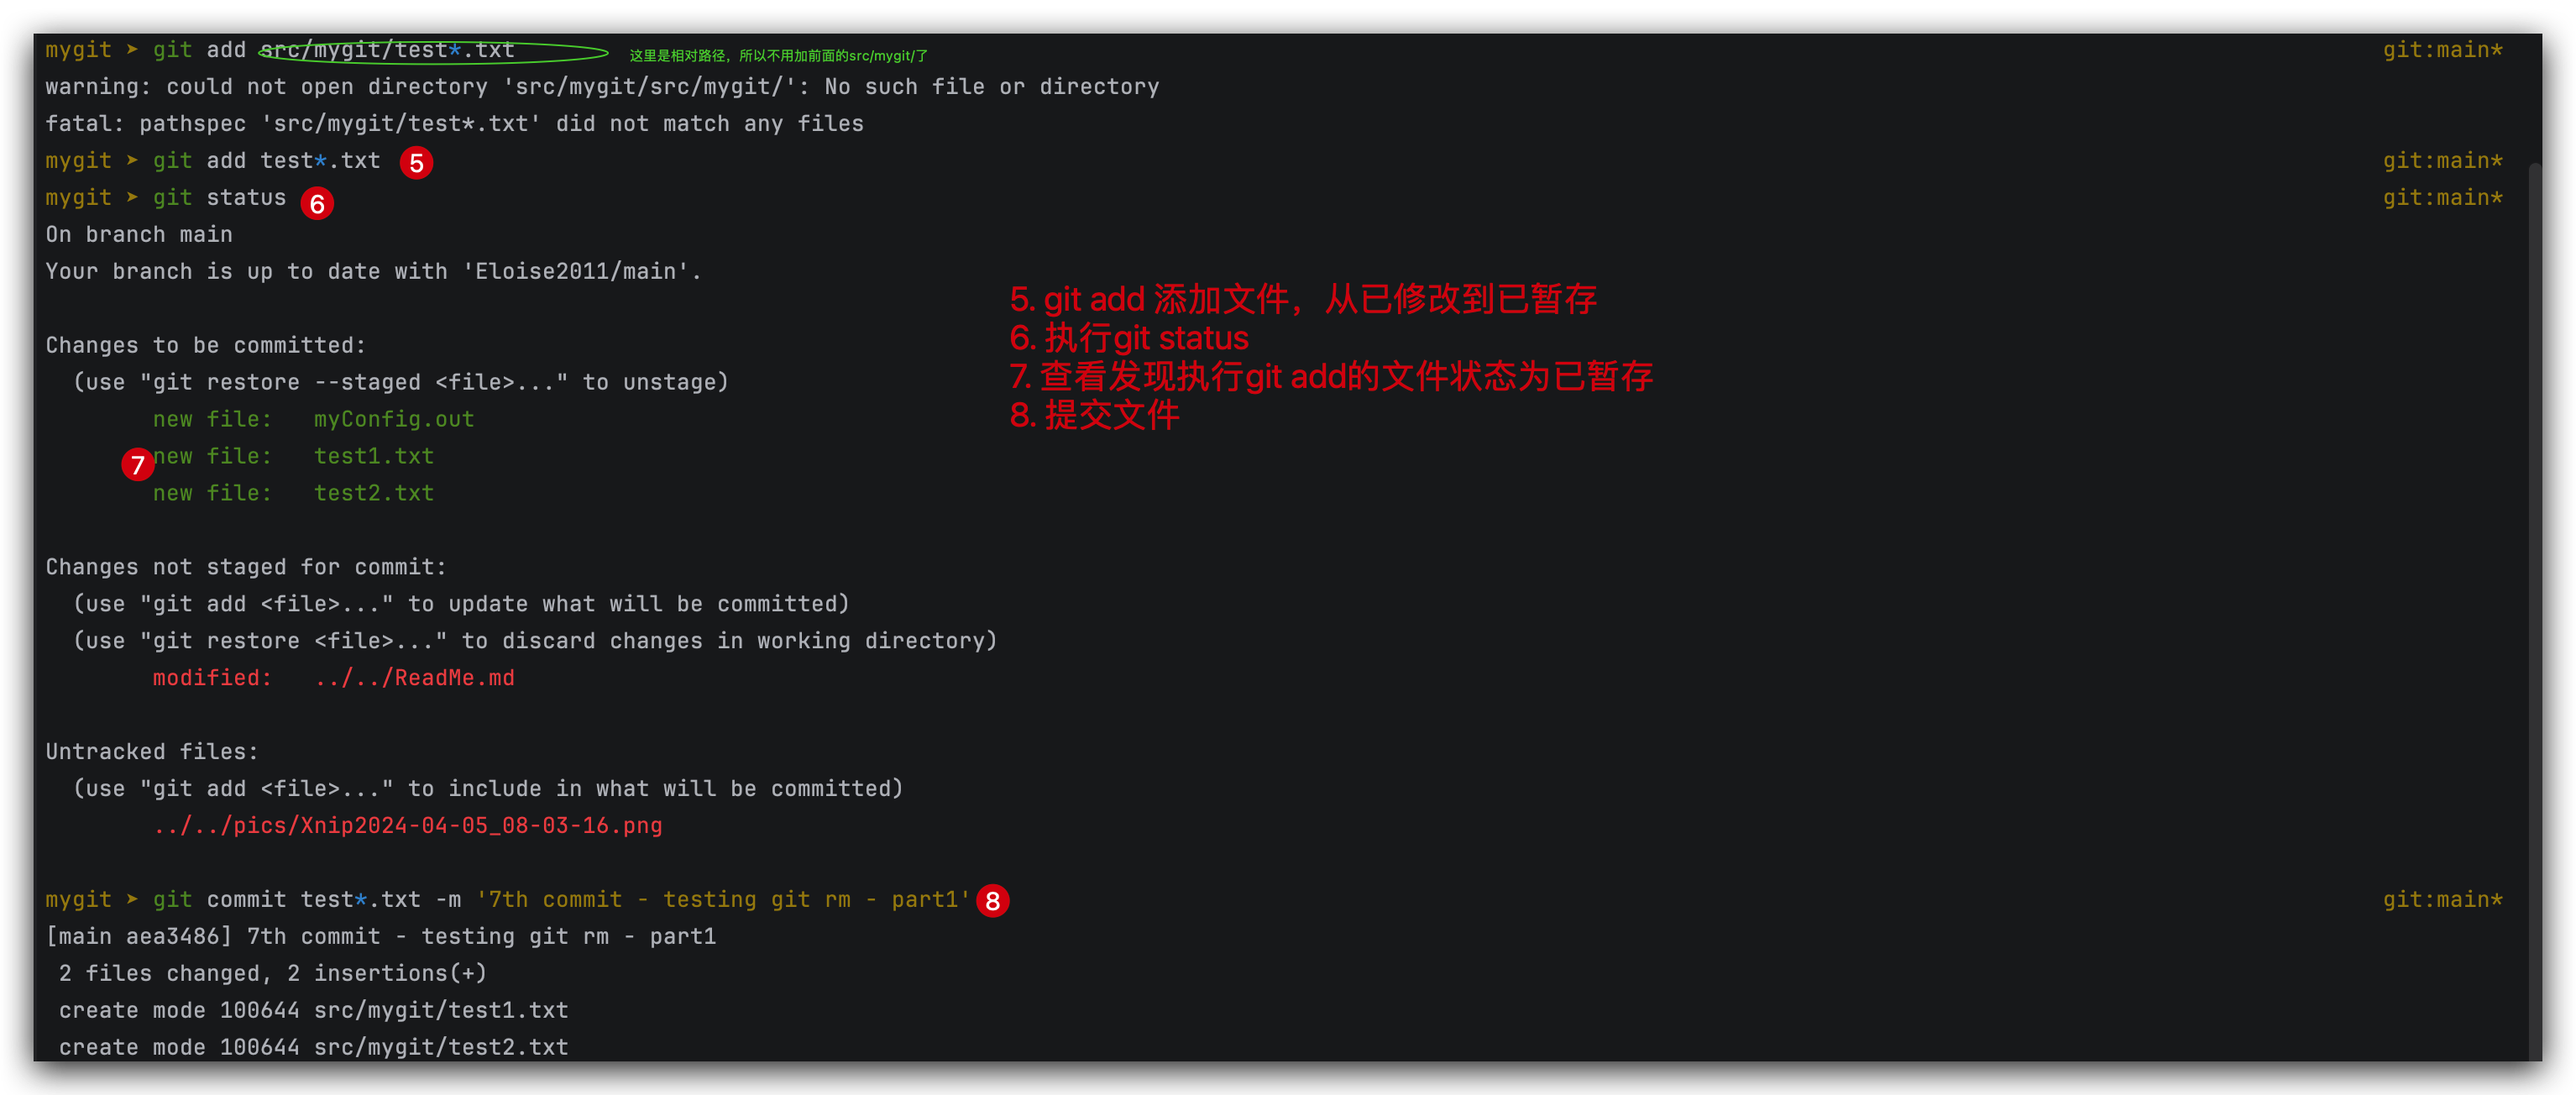 mygit ➤ git add src/mygit/test*.txt 这里是相对路径，所以不用加前面的src/mygit/了 git:main*
warning: could not open directory 'src/mygit/src/mygit/': No such file or directory
fatal: pathspec 'src/mygit/test*.txt' did not match any files
mygit ➤ git add test*.txt 5 git:main*
mygit ➤ git status 6 git:main*
On branch main
Your branch is up to date with 'Eloise2011/main'.
5. git add 添加文件，从已修改到已暂存
6. 执行git status
7. 查看发现执行git add的文件状态为已暂存
8. 提交文件
Changes to be committed:
(use "git restore --staged <file>..." to unstage)
new file: myConfig.out
7 new file: test1.txt
new file: test2.txt
Changes not staged for commit:
(use "git add <file>..." to update what will be committed)
(use "git restore <file>..." to discard changes in working directory)
modified: ../../ReadMe.md
Untracked files:
(use "git add <file>..." to include in what will be committed)
../../pics/Xnip2024-04-05_08-03-16.png
mygit ➤ git commit test*.txt -m '7th commit - testing git rm - part1' 8 git:main*
[main aea3486] 7th commit - testing git rm - part1
2 files changed, 2 insertions(+)
create mode 100644 src/mygit/test1.txt
create mode 100644 src/mygit/test2.txt